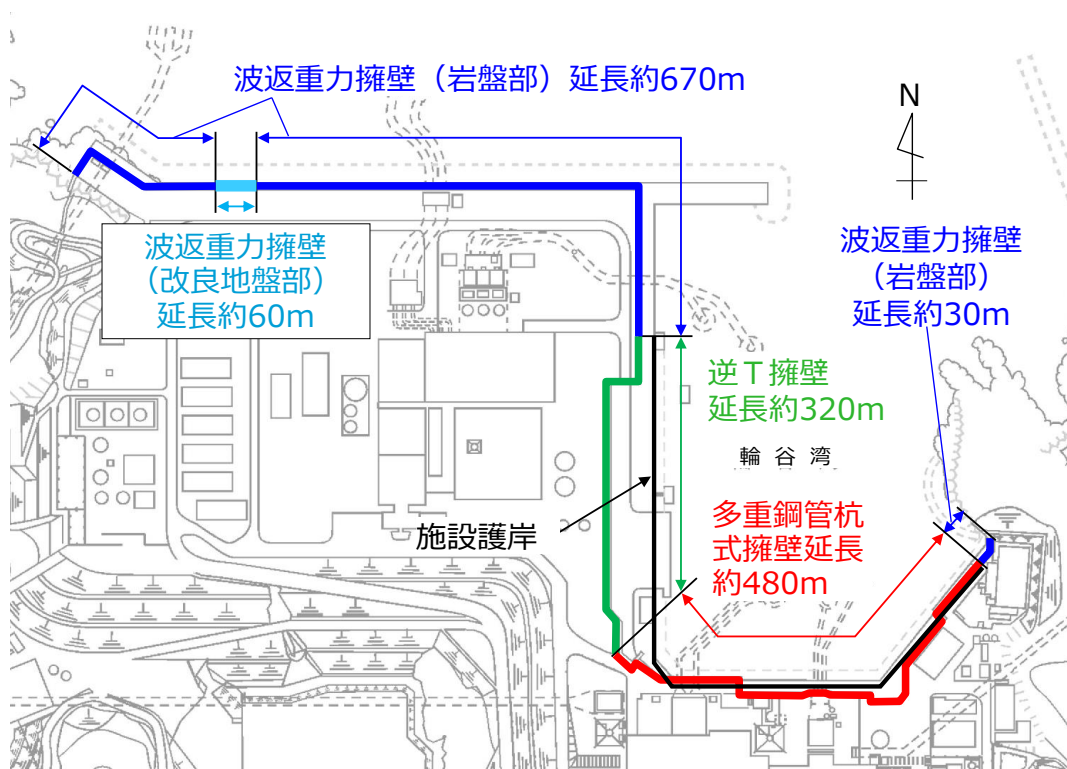 波返重力擁壁（岩盤部）延長約670m
N
波返重力擁壁
（改良地盤部）
延長約60m
波返重力擁壁
（岩盤部）
延長約30m
逆Ｔ擁壁
延長約320m
輪谷湾
施設護岸
多重鋼管杭
式擁壁延長
約480m